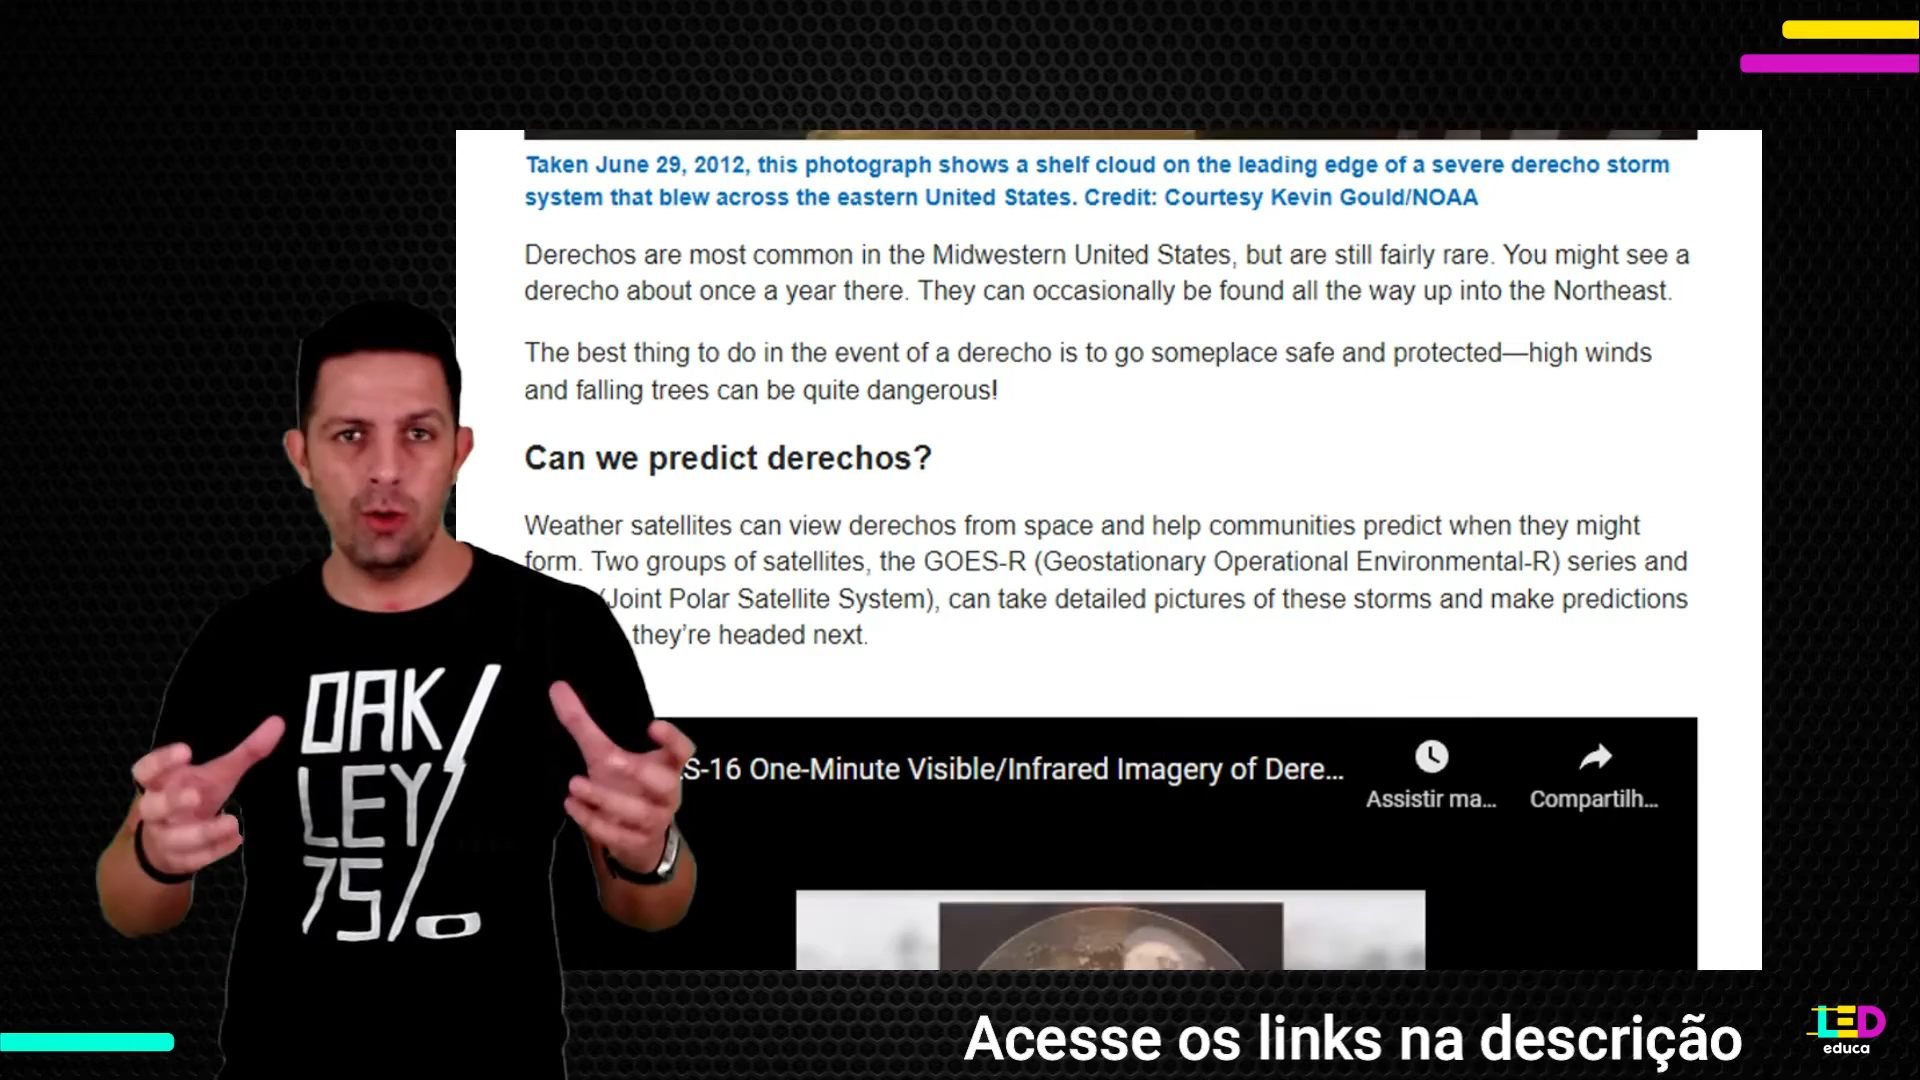 Taken June 29, 2012, this photograph shows a shelf cloud on the leading edge of a severe derecho storm
system that blew across the eastern United States. Credit: Courtesy Kevin Gould/NOAA
Derechos are most common in the Midwestern United States, but are still fairly rare. You might see a
derecho about once a year there. They can occasionally be found all the way up into the Northeast.
The best thing to do in the event of a derecho is to go someplace safe and protected—high winds
and falling trees can be quite dangerous!
Can we predict derechos?
Weather satellites can view derechos from space and help communities predict when they might
form. Two groups of satellites, the GOES-R (Geostationary Operational Environmental-R) series and
(Joint Polar Satellite System), can take detailed pictures of these storms and make predictions
they’re headed next.
S-16 One-Minute Visible/Infrared Imagery of Dere...
Assistir ma...
Compartilh...
OAK
LEY
75
Acesse os links na descrição
LED
educa